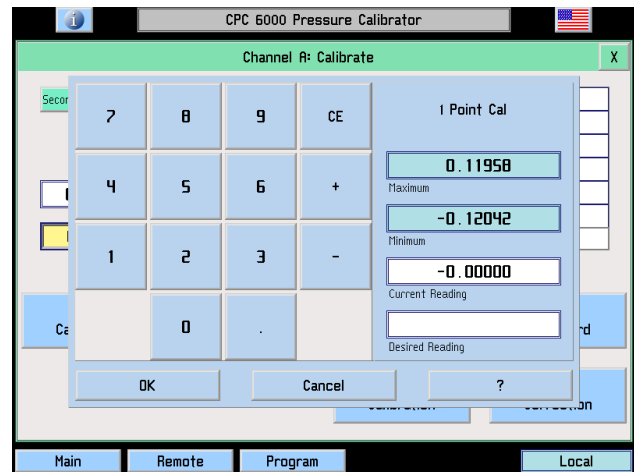 i CPC 6000 Pressure Calibrator
Channel A: Calibrate X
7 8 9 CE
4 5 6 +
1 2 3 -
0 .
1 Point Cal
0.11958
Maximum
-0.12042
Minimum
-0.00000
Current Reading
Desired Reading
OK Cancel ?
Main Remote Program Local